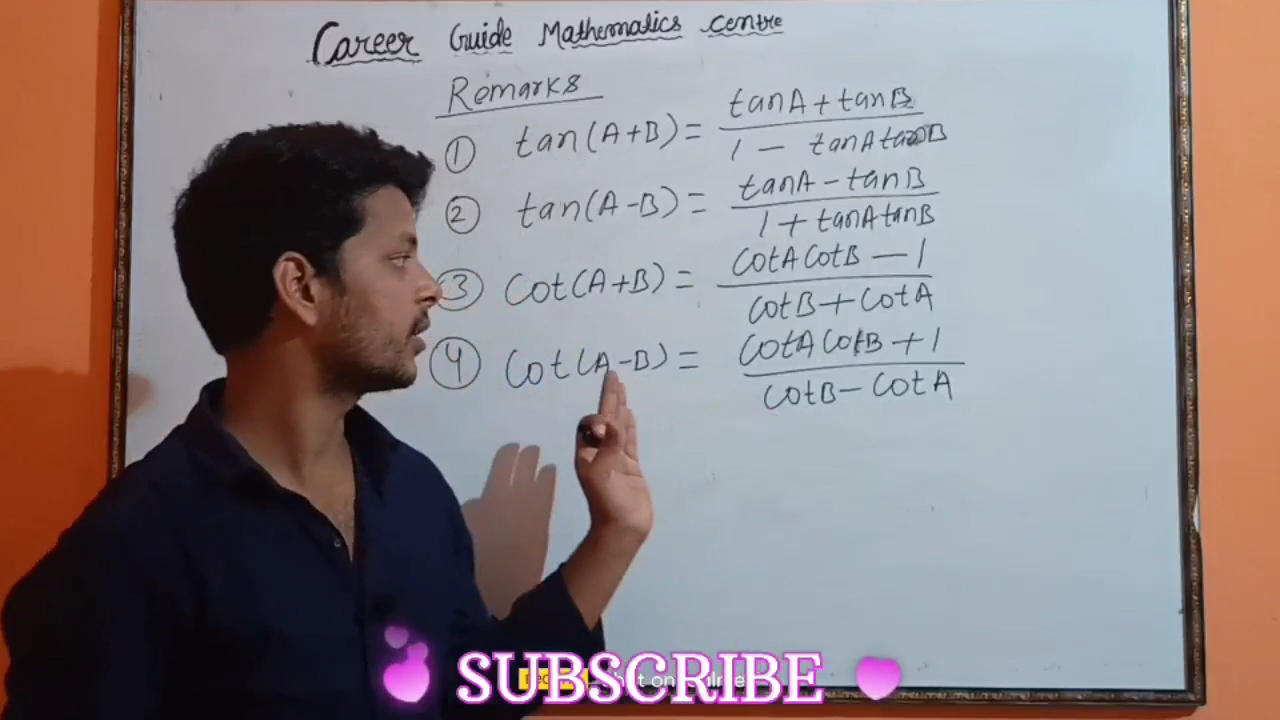 Career Guide Mathematics Centre
Remarks
① tan(A+B) = tanA + tanB / 1 - tanA tanB
② tan(A-B) = tanA - tanB / 1 + tanA tanB
③ Cot(A+B) = CotA CotB - 1 / CotB + CotA
④ Cot(A-B) = CotA CotB + 1 / CotB - CotA
SUBSCRIBE